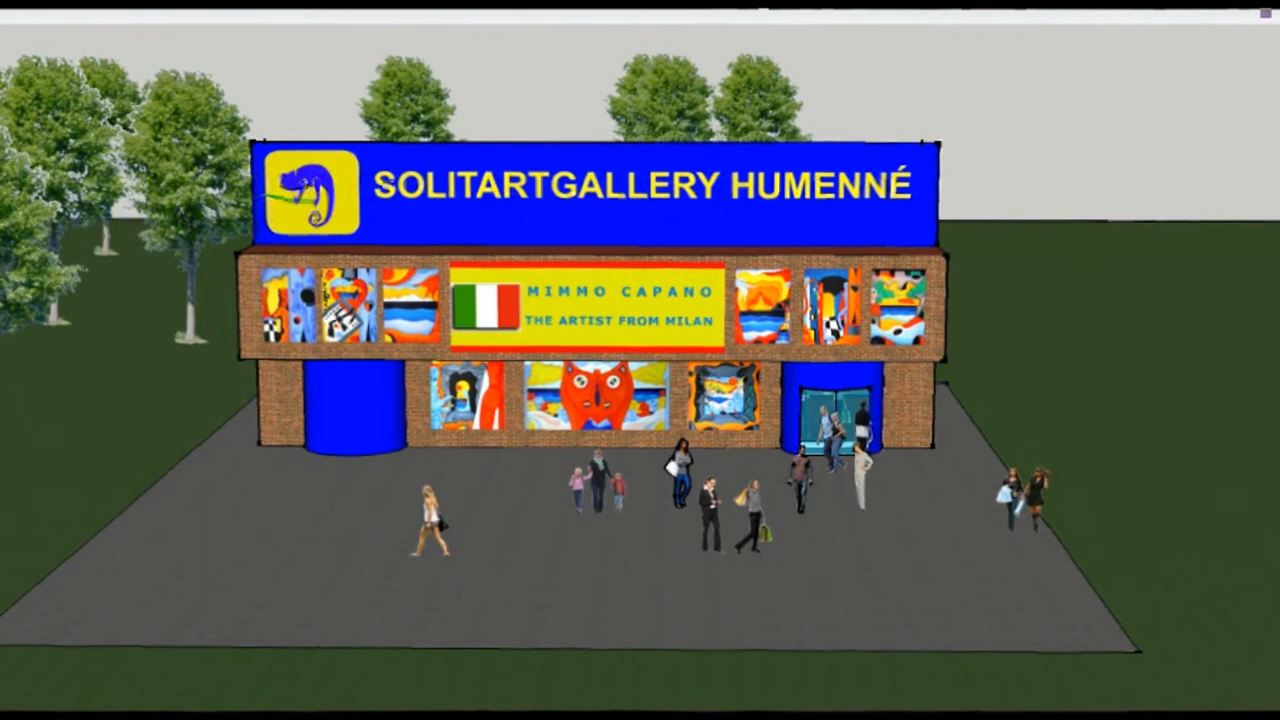 SOLITARTGALLERY HUMENNÉ
MIMMO CAPANO
THE ARTIST FROM MILAN